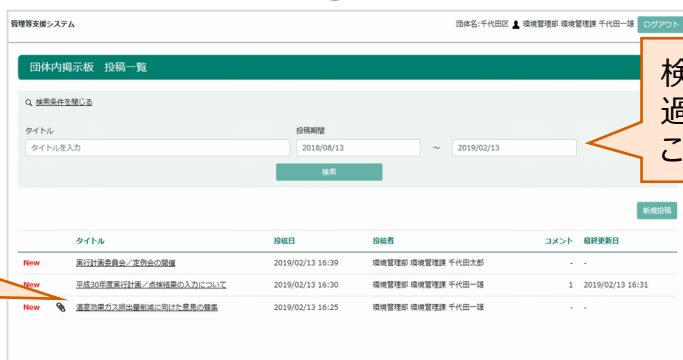 管理等支援システム 団体名:千代田区 環境管理部 環境管理課 千代田一雄 ログアウト
団体内掲示板 投稿一覧
検索条件を閉じる
タイトル 投稿期間
タイトルを入力 2018/08/13 ~ 2019/02/13
検索
検
過
こ
新規投稿
タイトル 投稿日 投稿者 コメント 最終更新日
New 実行計画委員会／定例会の開催 2019/02/13 16:39 環境管理部 環境管理課 千代田太郎 - -
New 平成30年度実行計画／点検結果の入力について 2019/02/13 16:30 環境管理部 環境管理課 千代田一雄 1 2019/02/13 16:31
New 温室効果ガス排出量削減に向けた意見の募集 2019/02/13 16:25 環境管理部 環境管理課 千代田一雄 - -